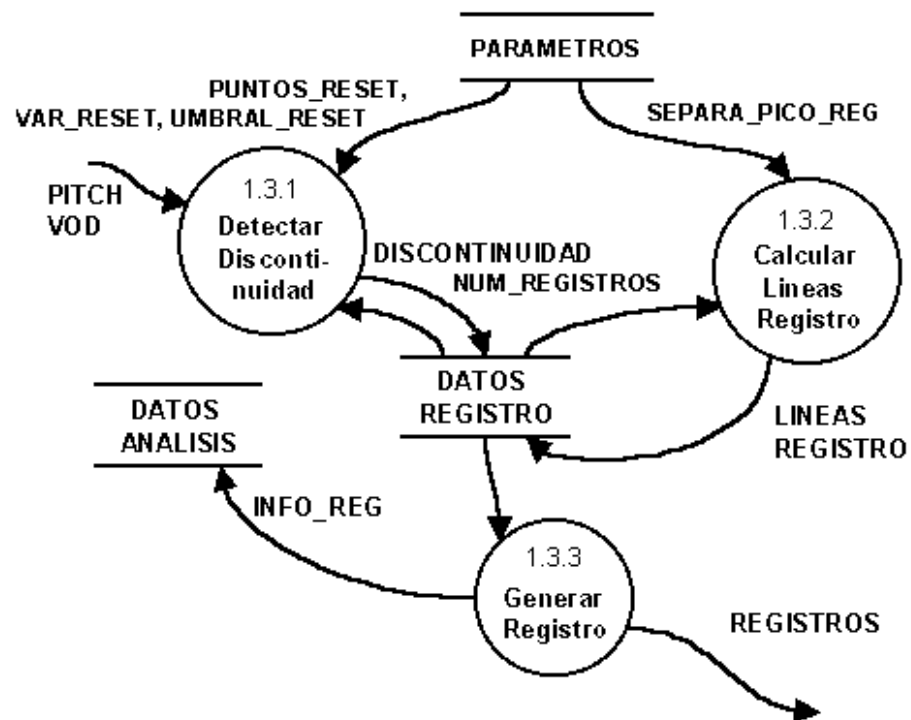 PARAMETROS
PUNTOS_RESET,
VAR_RESET, UMBRAL_RESET
SEPARA_PICO_REG
PITCH
VOD
1.3.1
Detectar
Disconti-
nuidad
1.3.2
Calcular
Lineas
Registro
DISCONTINUIDAD
NUM_REGISTROS
DATOS
REGISTRO
DATOS
ANALISIS
LINEAS
REGISTRO
INFO_REG
1.3.3
Generar
Registro
REGISTROS